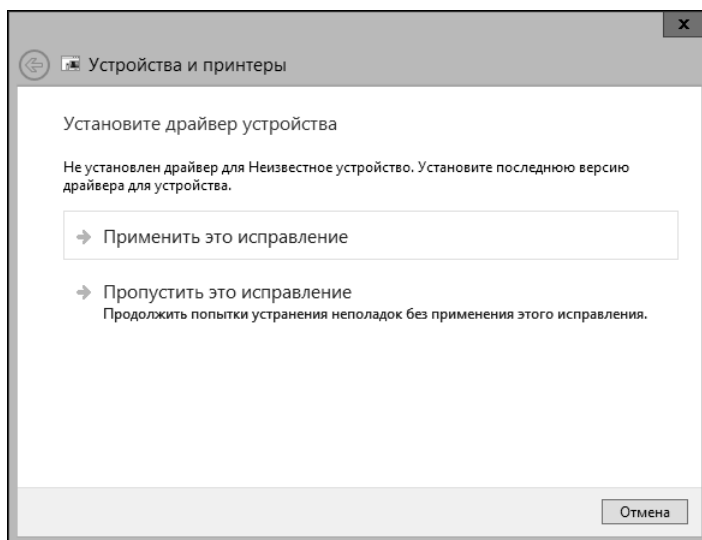 x
Устройства и принтеры
Установите драйвер устройства
Не установлен драйвер для Неизвестное устройство. Установите последнюю версию
драйвера для устройства.
Применить это исправление
Пропустить это исправление
Продолжить попытки устранения неполадок без применения этого исправления.
Отмена